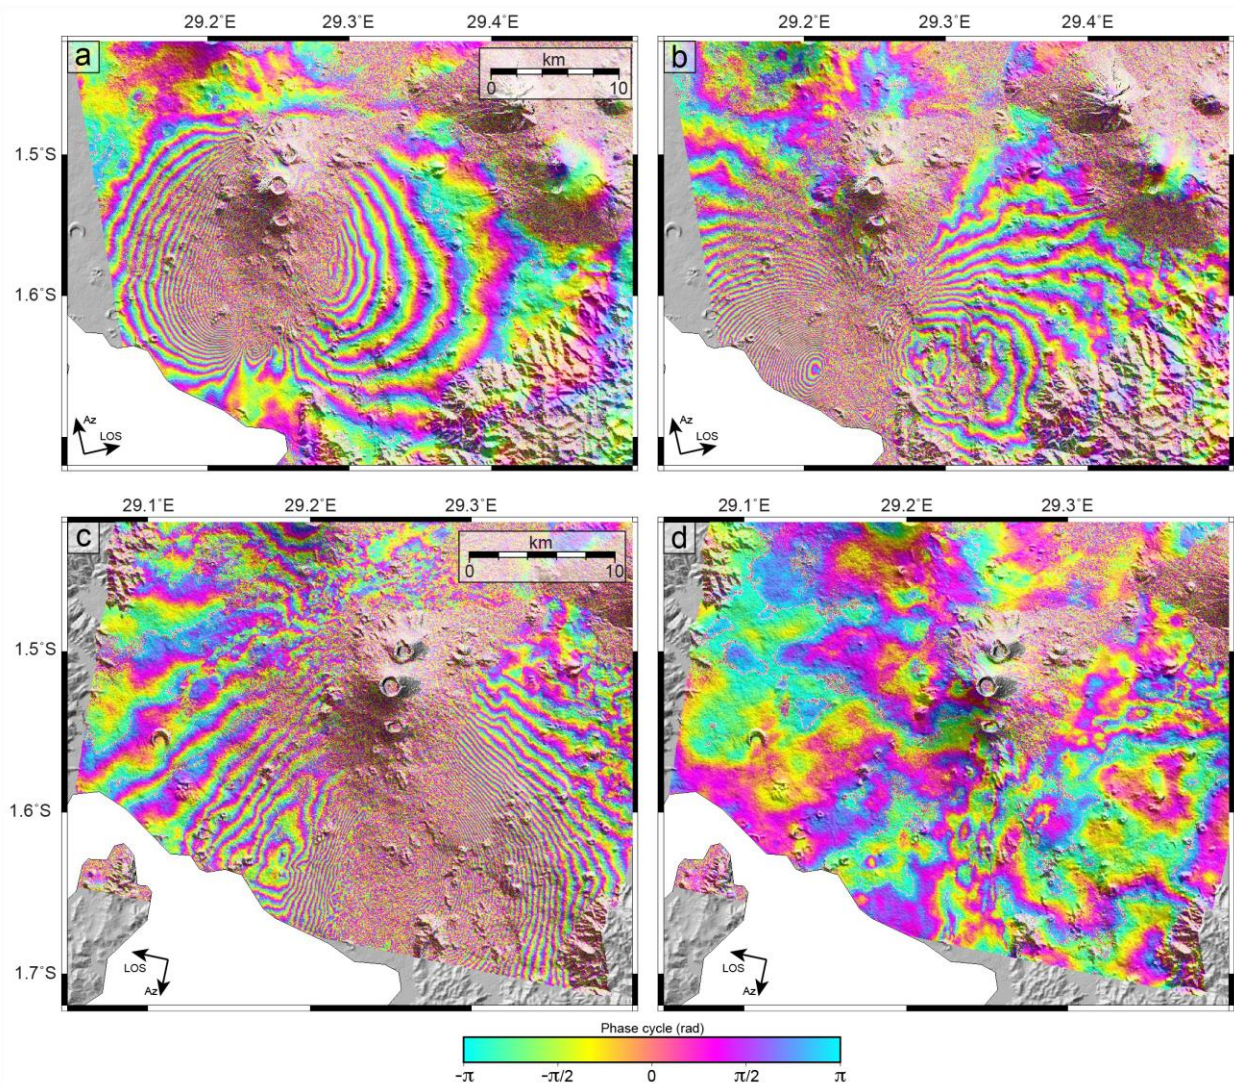 29.2°E 29.3°E 29.4°E 29.2°E 29.3°E 29.4°E
a km b
0 10
1.5°S
1.6°S
Az Az
LOS LOS
29.1°E 29.2°E 29.3°E 29.1°E 29.2°E 29.3°E
c km d
0 10
1.5°S
1.6°S
LOS LOS
Az Az
1.7°S
Phase cycle (rad)
-π -π/2 0 π/2 π